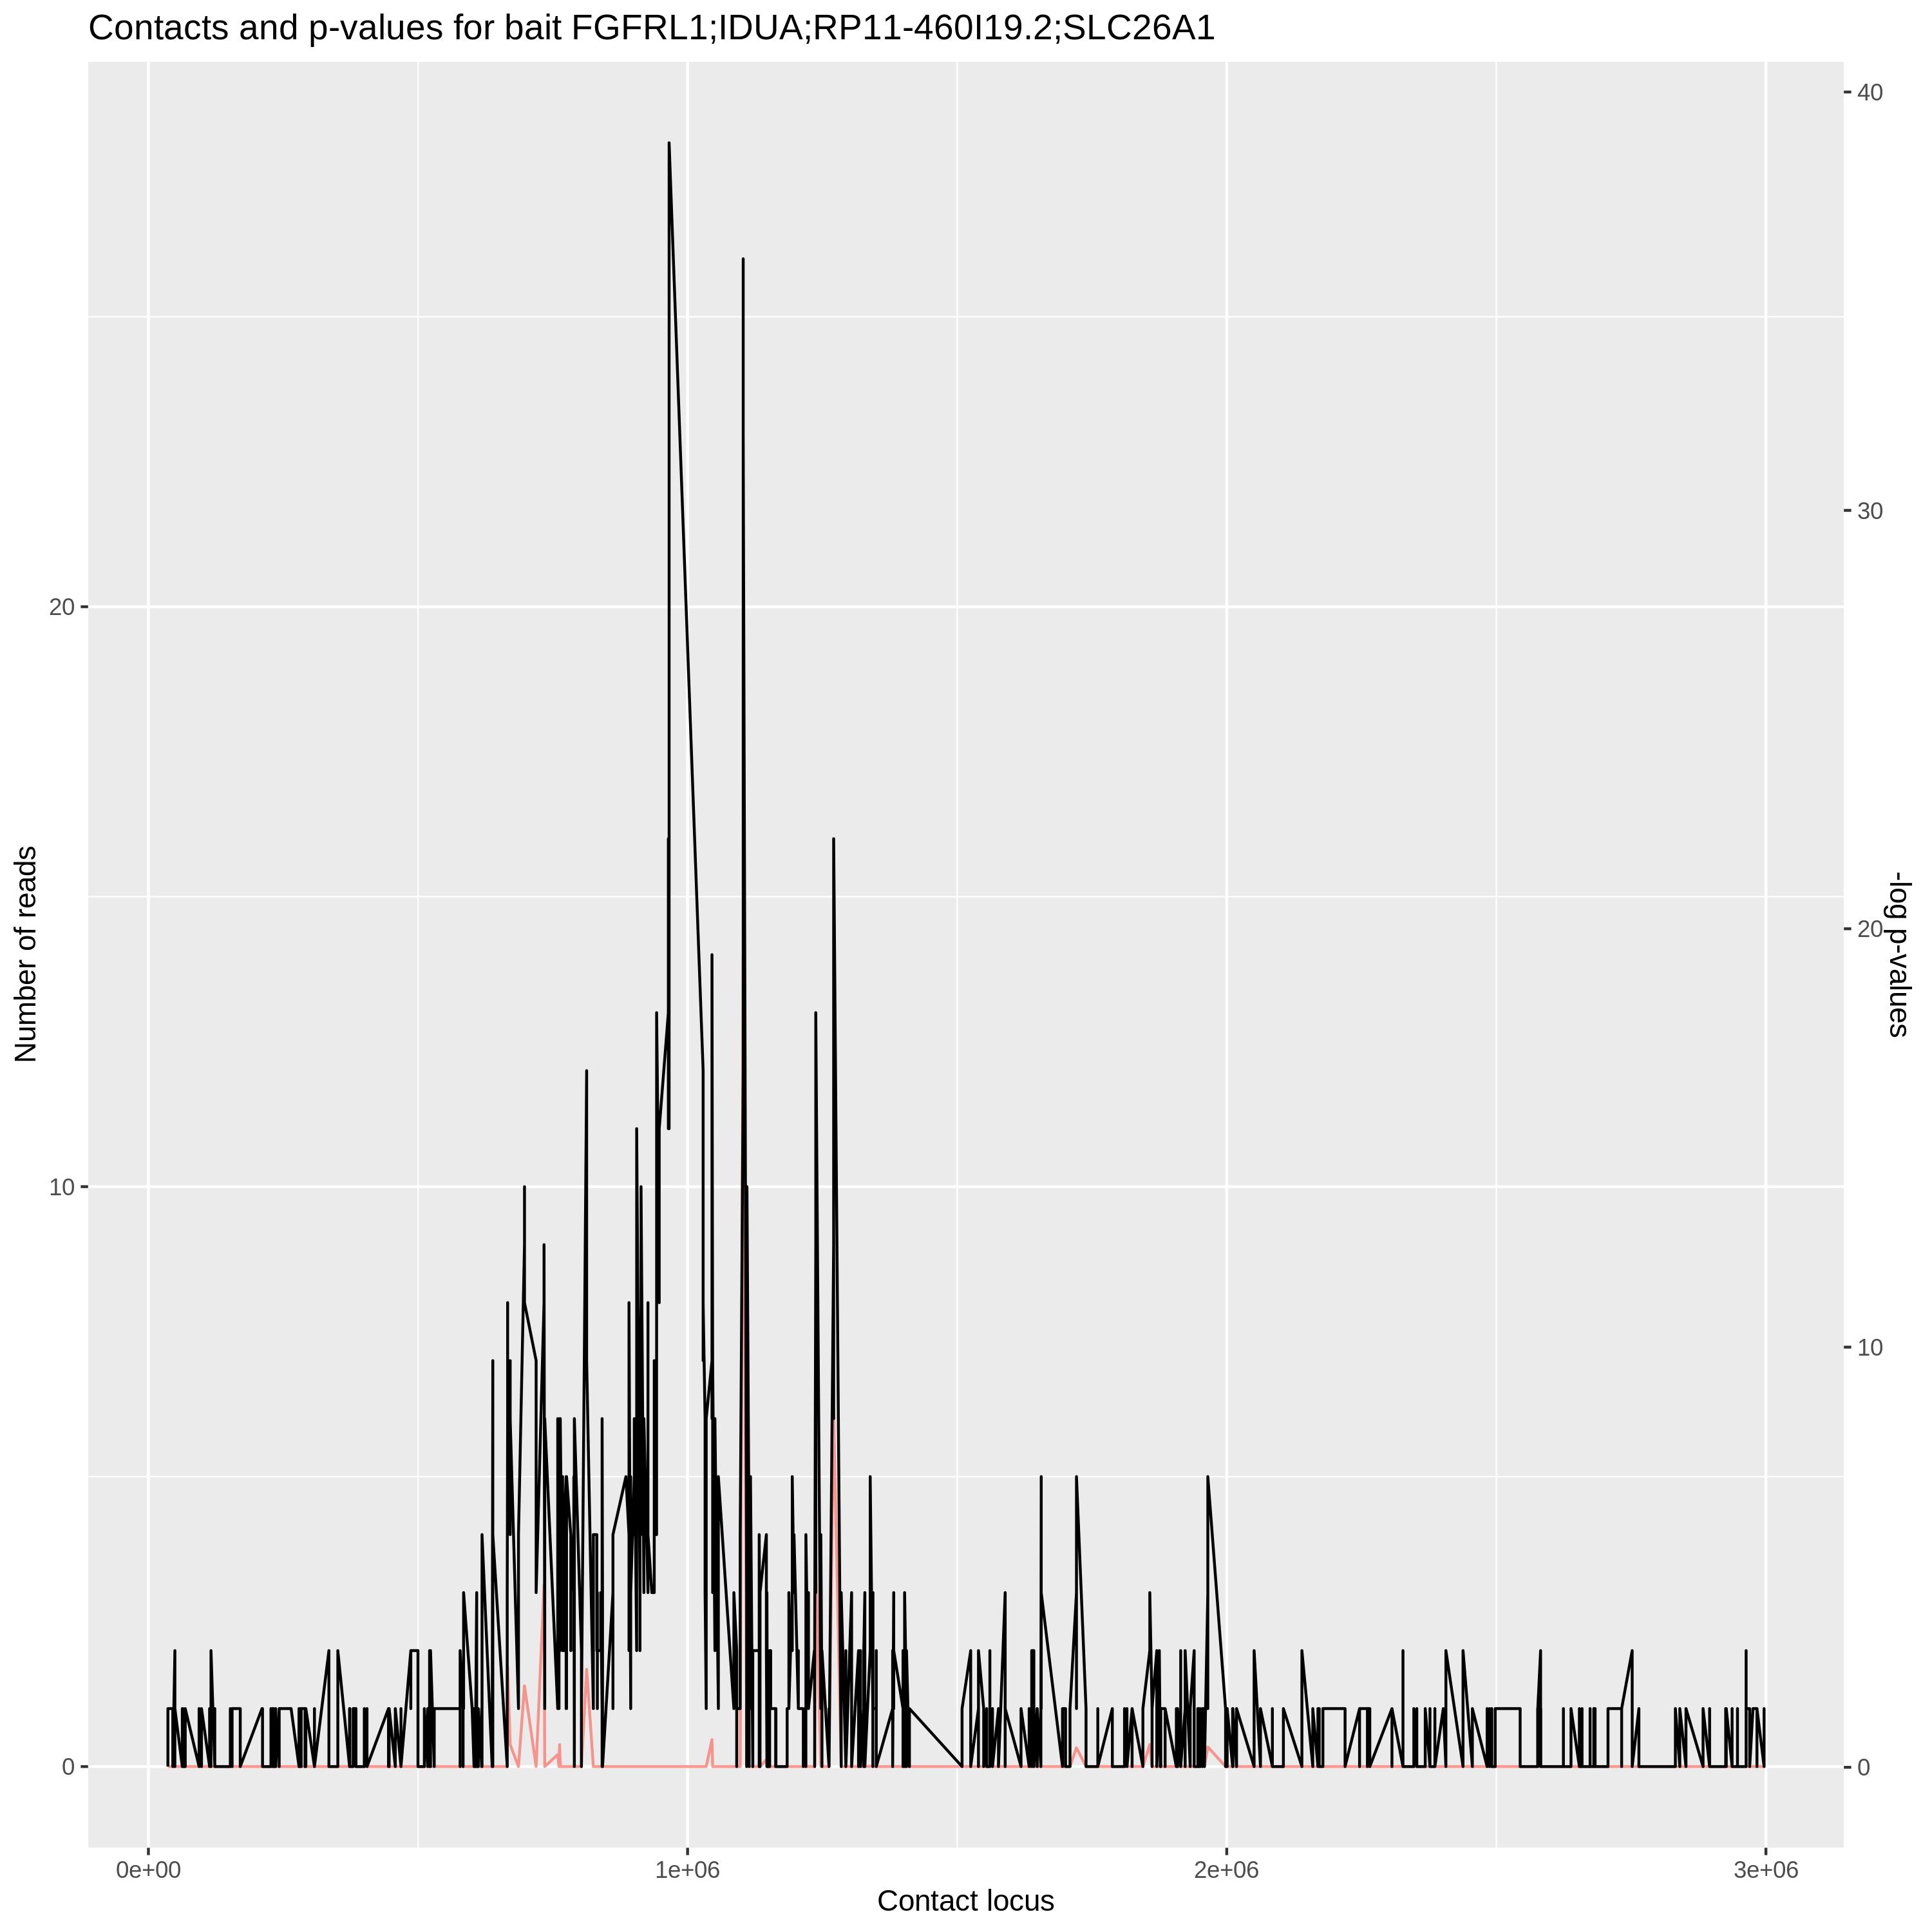 Contacts and p-values for bait FGFRL1;IDUA;RP11-460I19.2;SLC26A1
Number of reads
20
10
0
40
30
20
10
0
-log p-values
0e+00 1e+06 2e+06 3e+06
Contact locus